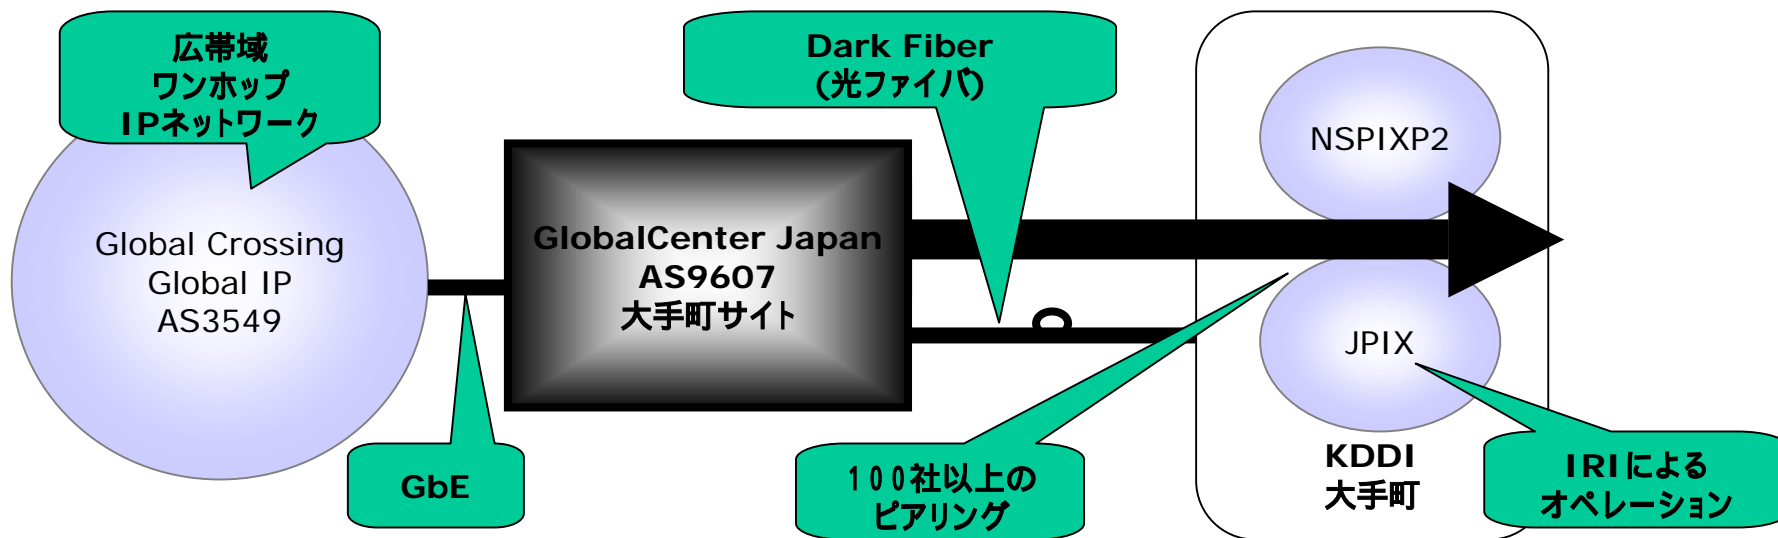 広帯域
ワンホップ
IPネットワーク
Global Crossing
Global IP
AS3549
GbE
GlobalCenter Japan
AS9607
大手町サイト
Dark Fiber
(光ファイバ)
100社以上の
ピアリング
NSPIXP2
JPIX
KDDI
大手町
IRIによる
オペレーション